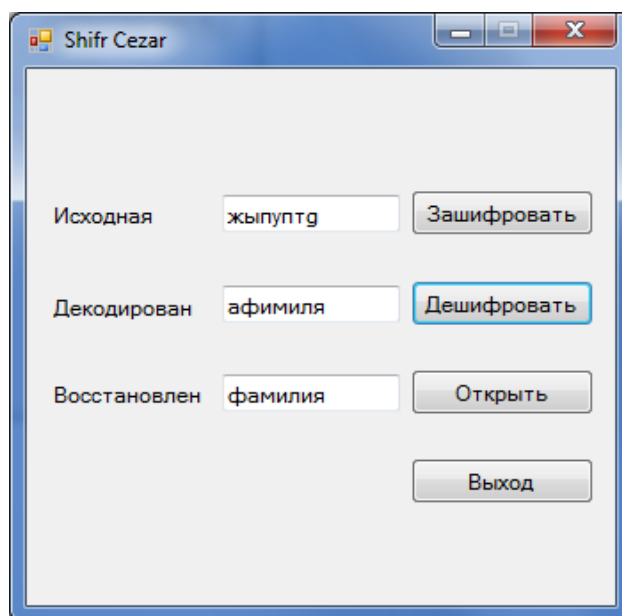 Shifr Cezar
Исходная жыпуптg Зашифровать
Декодирован афимиля Дешифровать
Восстановлен фамилия Открыть
Выход